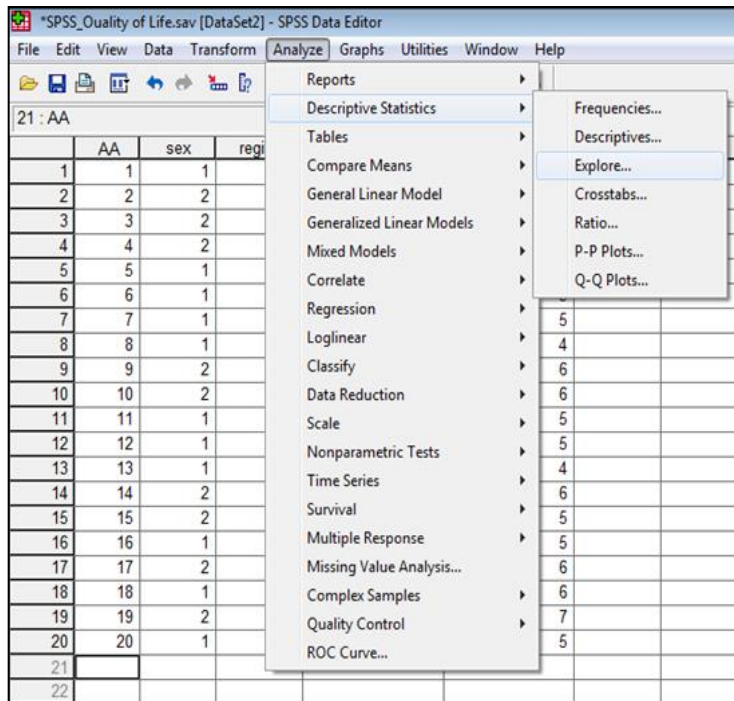 *SPSS_Ouality of Life.sav [DataSet2] - SPSS Data Editor
File Edit View Data Transform Analyze Graphs Utilities Window Help
21 : AA
AA sex regi
Reports
Descriptive Statistics
Tables
Compare Means
General Linear Model
Generalized Linear Models
Mixed Models
Correlate
Regression
Loglinear
Classify
Data Reduction
Scale
Nonparametric Tests
Time Series
Survival
Multiple Response
Missing Value Analysis...
Complex Samples
Quality Control
ROC Curve...
Frequencies...
Descriptives...
Explore...
Crosstabs...
Ratio...
P-P Plots...
Q-Q Plots...
1 1 1
2 2 2
3 3 2
4 4 2
5 5 1
6 6 1
7 7 1 5
8 8 1 4
9 9 2 6
10 10 2 6
11 11 1 5
12 12 1 5
13 13 1 4
14 14 2 6
15 15 2 5
16 16 1 5
17 17 2 6
18 18 1 6
19 19 2 7
20 20 1 5
21
22